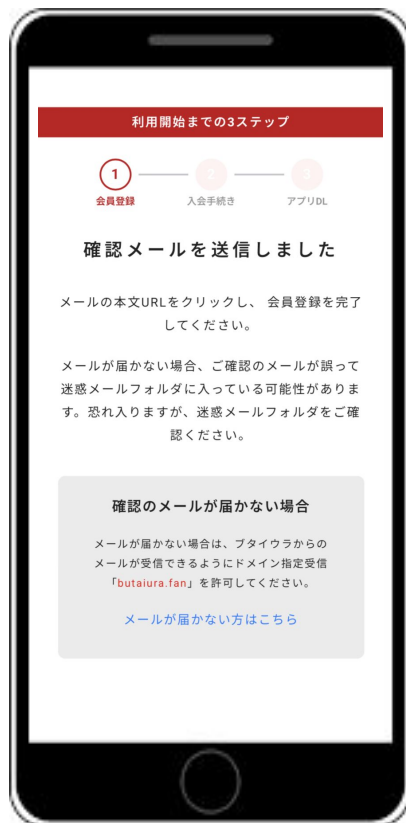 利用開始までの3ステップ
1
2
3
会員登録
入会手続き
アプリDL
確認メールを送信しました
メールの本文URLをクリックし、 会員登録を完了
してください。
メールが届かない場合、ご確認のメールが誤って
迷惑メールフォルダに入っている可能性がありま
す。恐れ入りますが、迷惑メールフォルダをご確
認ください。
確認のメールが届かない場合
メールが届かない場合は、ブタイウラからの
メールが受信できるようにドメイン指定受信
「butaiura.fan」を許可してください。
メールが届かない方はこちら